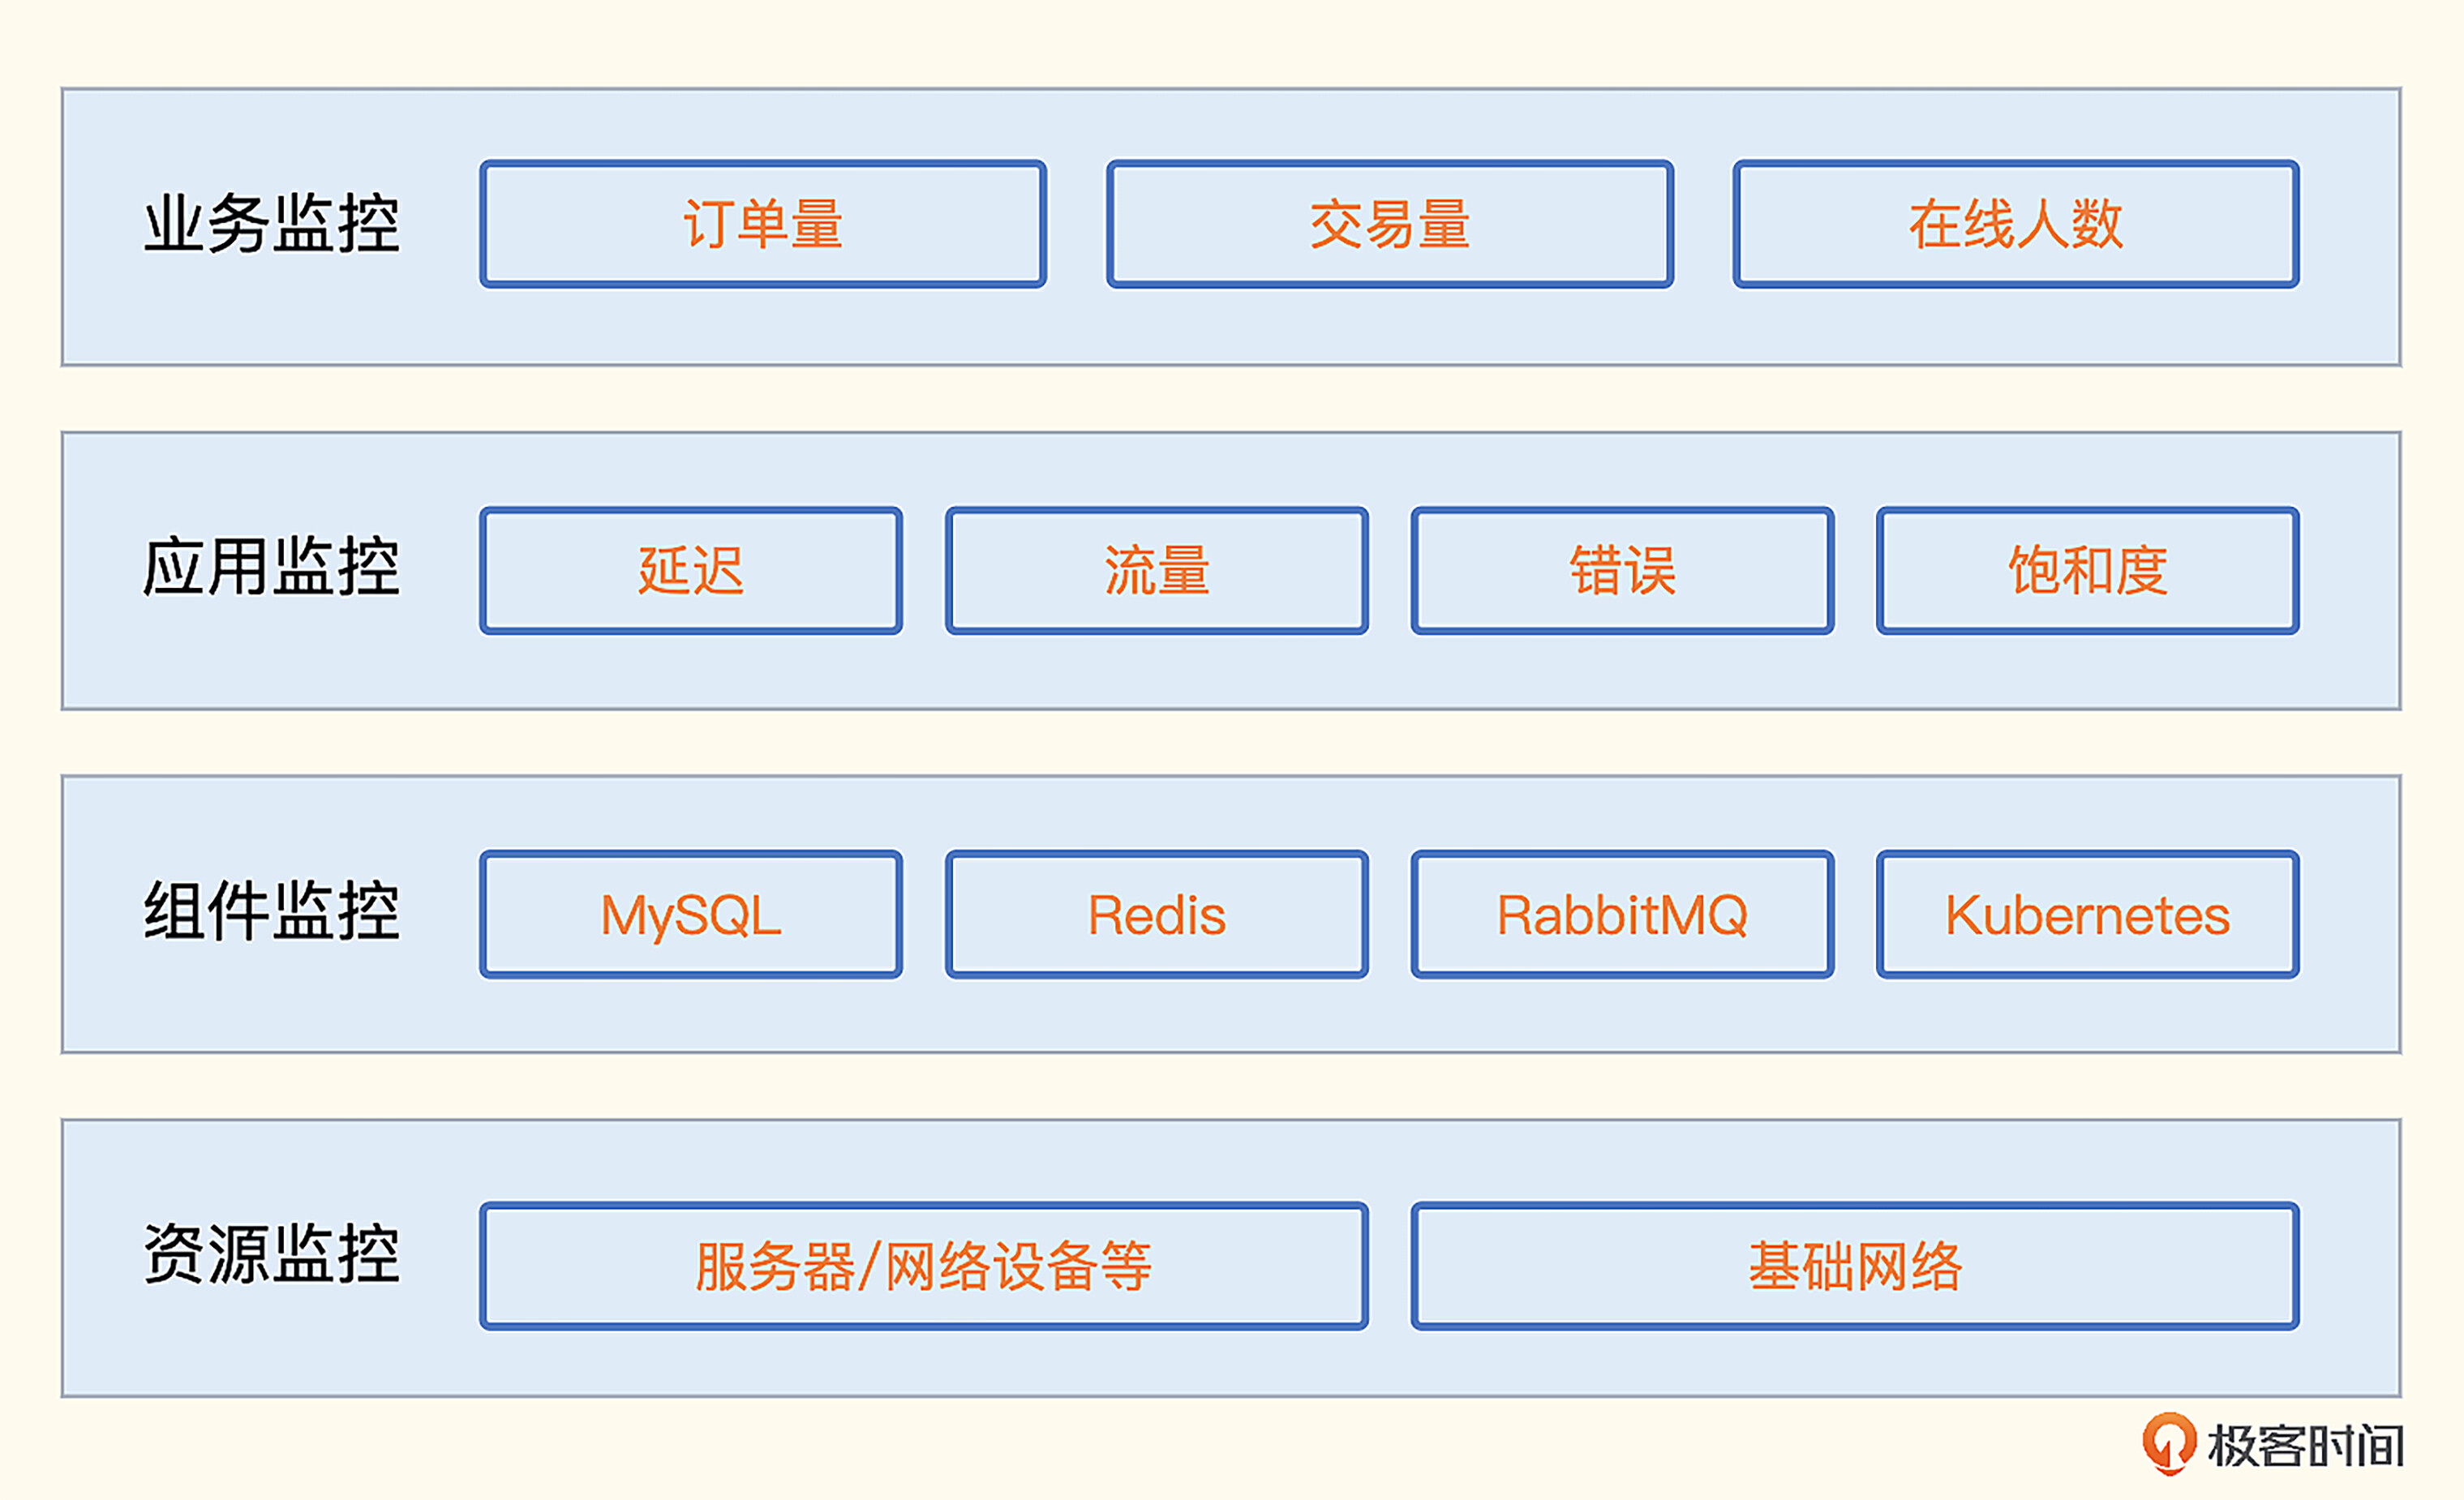 业务监控 订单量 交易量 在线人数
应用监控 延迟 流量 错误 饱和度
组件监控 MySQL Redis RabbitMQ Kubernetes
资源监控 服务器/网络设备等 基础网络
极客时间